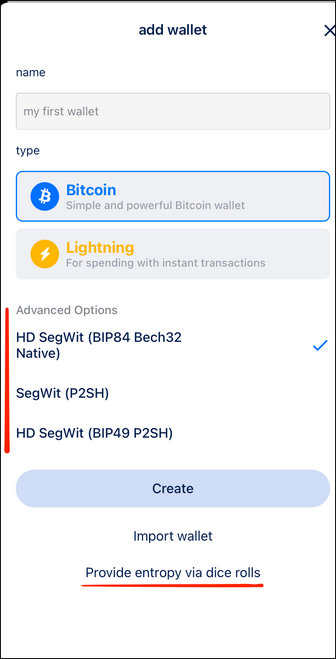 add wallet
name
my first wallet
type
Bitcoin
Simple and powerful Bitcoin wallet
Lightning
For spending with instant transactions
Advanced Options
HD SegWit (BIP84 Bech32
Native)
SegWit (P2SH)
HD SegWit (BIP49 P2SH)
Create
Import wallet
Provide entropy via dice rolls